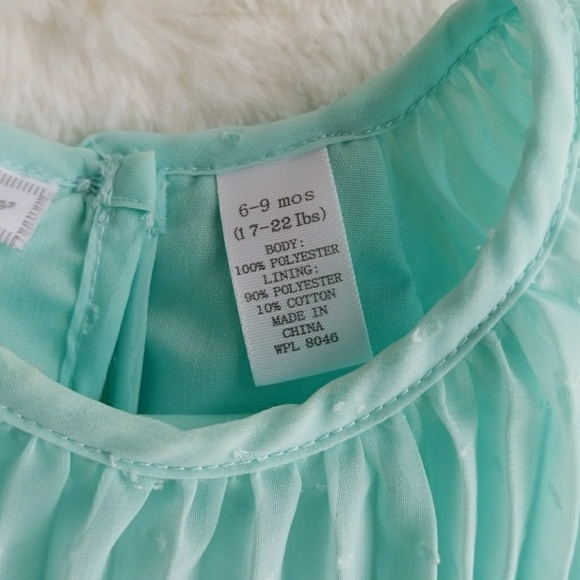 6-9 mos
(17-22 lbs)
BODY:
100% POLYESTER
LINING:
90% POLYESTER
10% COTTON
MADE IN
CHINA
WPL 8046